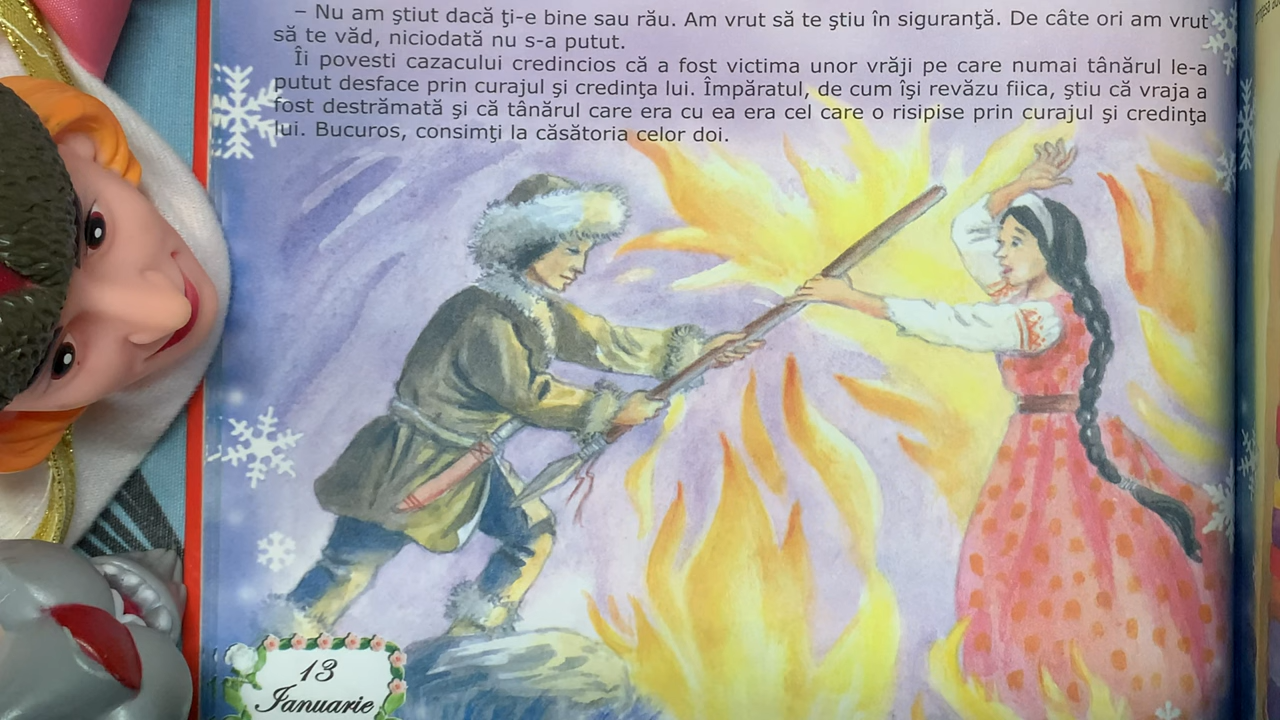 – Nu am ştiut dacă ţi-e bine sau rău. Am vrut să te ştiu în siguranţă. De câte ori am vrut
să te văd, niciodată nu s-a putut.
Îi povesti cazacului credincios că a fost victima unor vrăji pe care numai tânărul le-a
putut desface prin curajul şi credinţa lui. Împăratul, de cum îşi revăzu fiica, ştiu că vraja a
fost destrămată şi că tânărul care era cu ea era cel care o risipise prin curajul şi credinţa
lui. Bucuros, consimţi la căsătoria celor doi.
13
Ianuarie